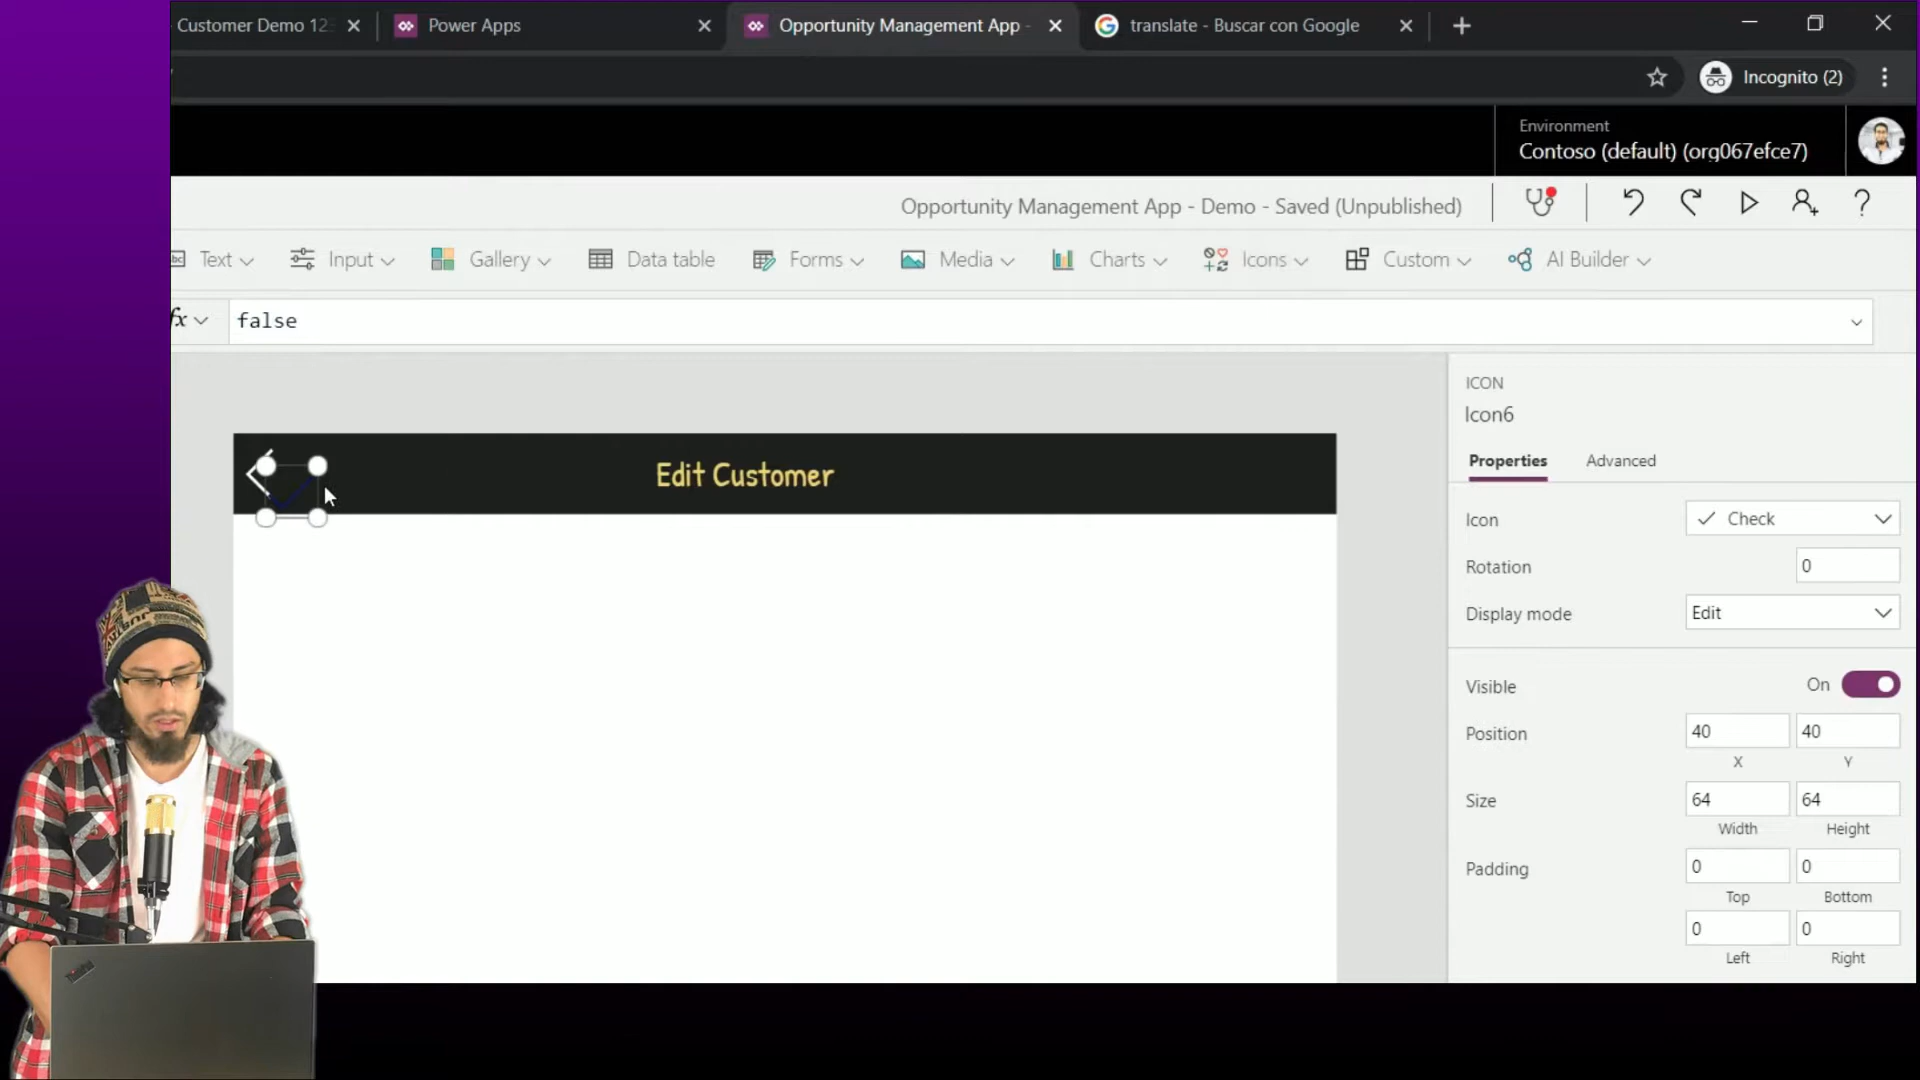 Customer Demo 12
Power Apps
Opportunity Management App -
translate - Buscar con Google
Incognito (2)
Environment
Contoso (default) (org067efce7)
Opportunity Management App - Demo - Saved (Unpublished)
Text
Input
Gallery
Data table
Forms
Media
Charts
Icons
Custom
AI Builder
fx
false
Edit Customer
ICON
Icon6
Properties
Advanced
Icon
Check
Rotation
0
Display mode
Edit
Visible
On
Position
40
40
X
Y
Size
64
64
Width
Height
Padding
0
0
Top
Bottom
0
0
Left
Right